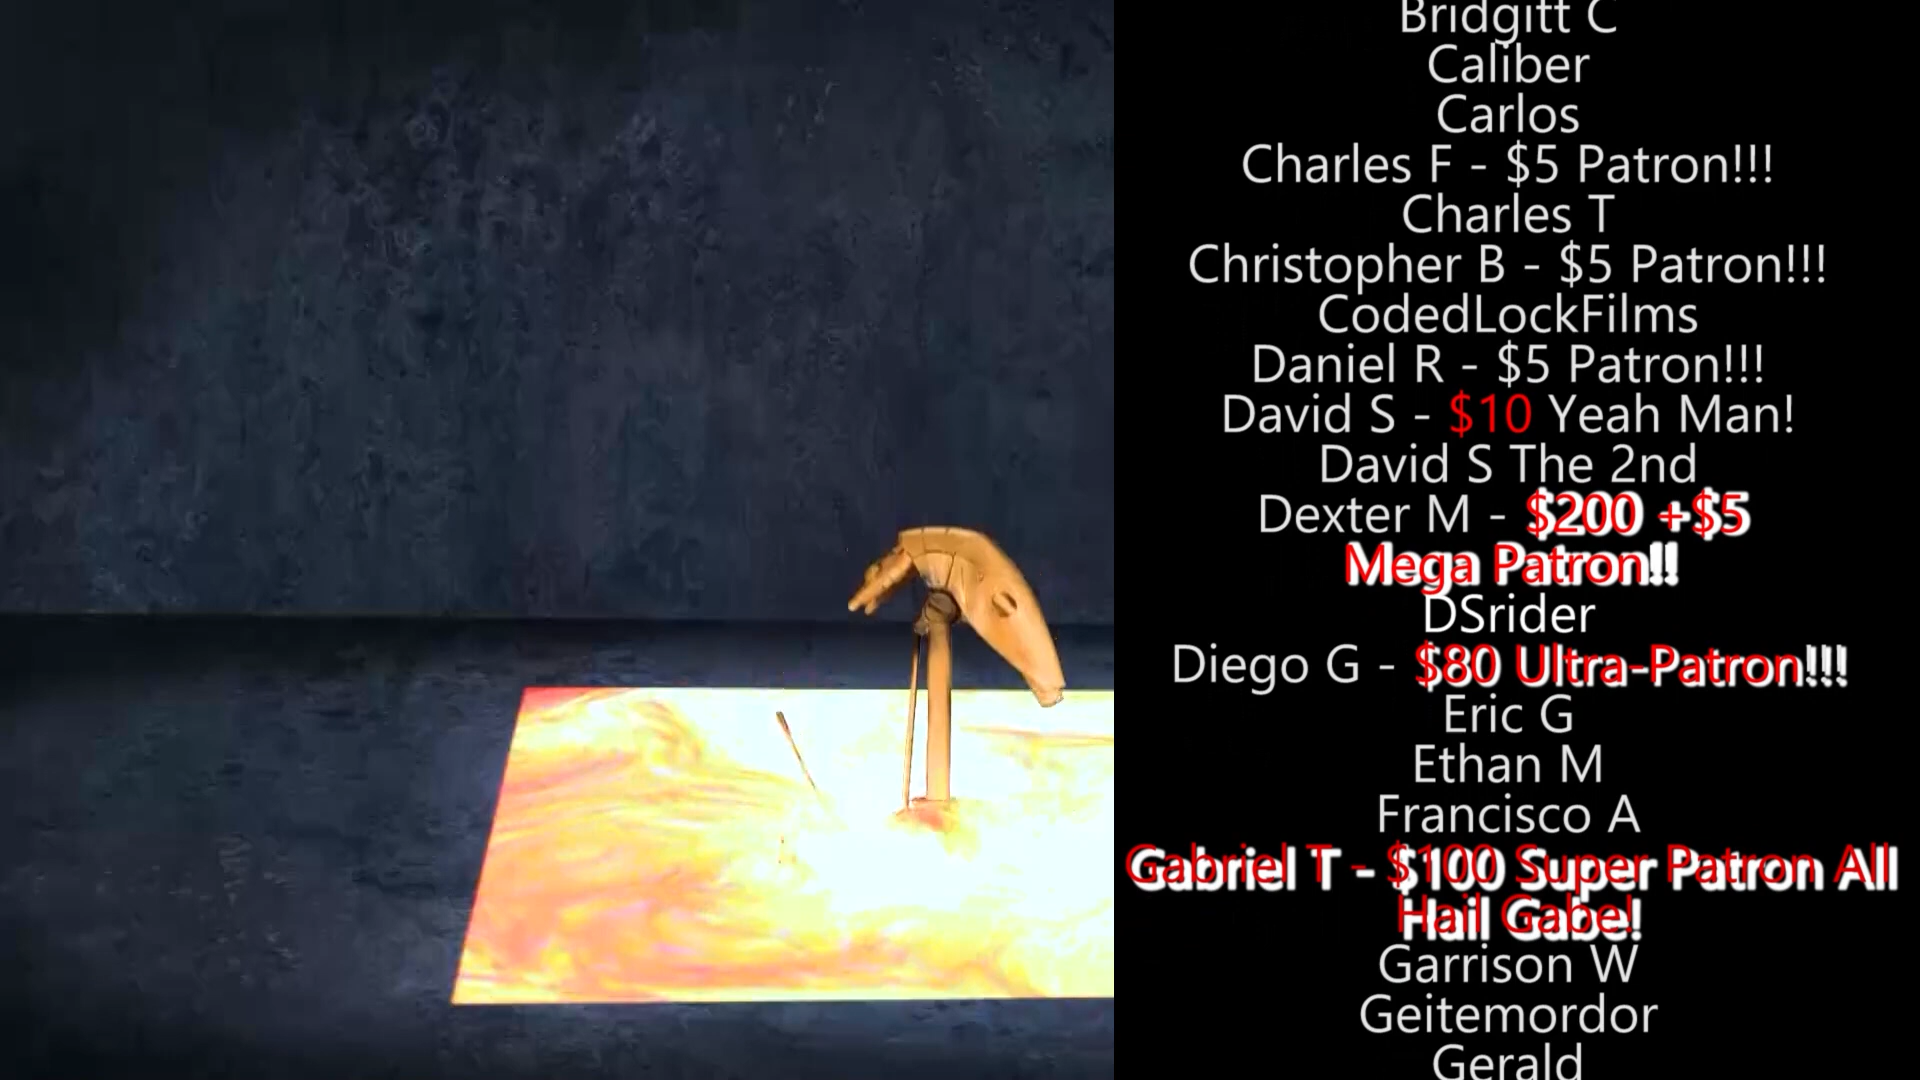 Bridgitt C
Caliber
Carlos
Charles F - $5 Patron!!!
Charles T
Christopher B - $5 Patron!!!
CodedLockFilms
Daniel R - $5 Patron!!!
David S - $10 Yeah Man!
David S The 2nd
Dexter M - $200 +$5
Mega Patron!!
DSrider
Diego G - $80 Ultra-Patron!!!
Eric G
Ethan M
Francisco A
Gabriel T - $100 Super Patron All
Hail Gabe!
Garrison W
Geitemordor
Gerald